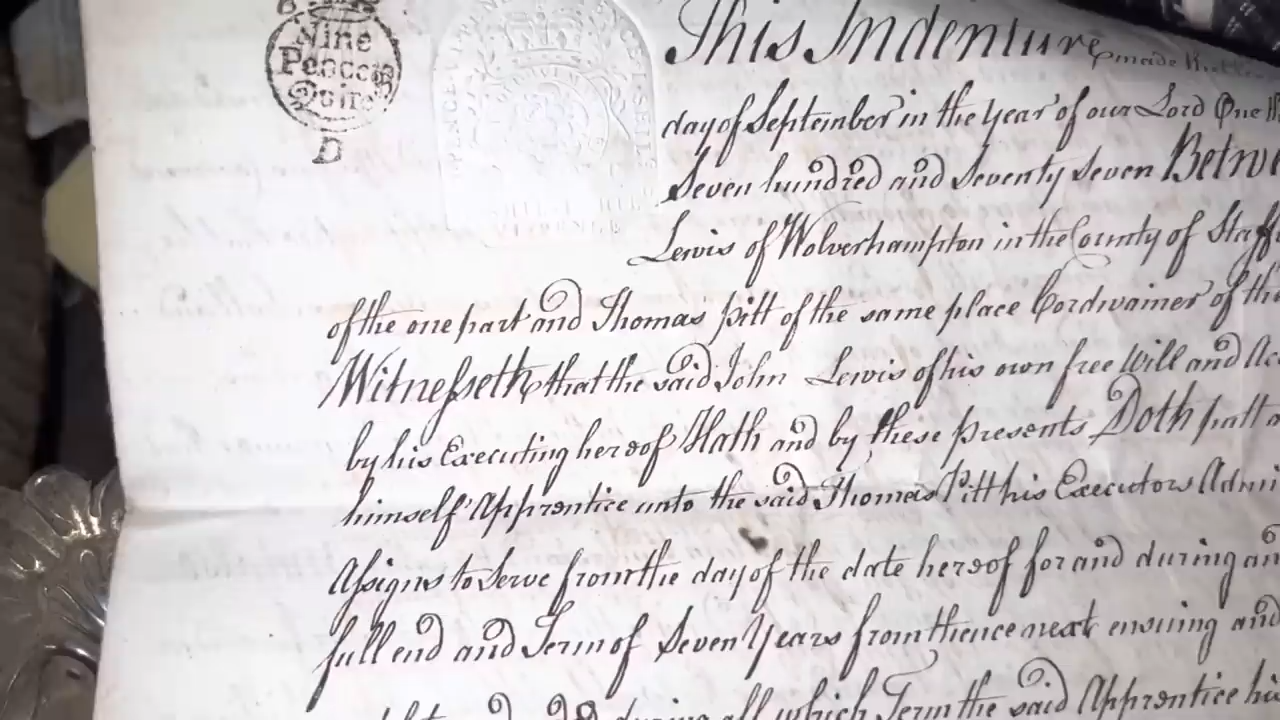 Nine
Pence
Quire
D
This Indenture made
day of September in the Year of our Lord One
Seven hundred and Seventy Seven
Lewis of Wolverhampton in the County of
of the one part and Thomas Pitt of the same place Cordwainer of the
Witnesseth that the said John Lewis of his own free Will and
by his Executing hereof Hath and by these presents Doth putt
himself Apprentice unto the said Thomas Pitt his Executors
Assigns to Serve from the day of the date hereof for and during
full end and Term of Seven Years from thence next ensuing and
during all which Term the said Apprentice